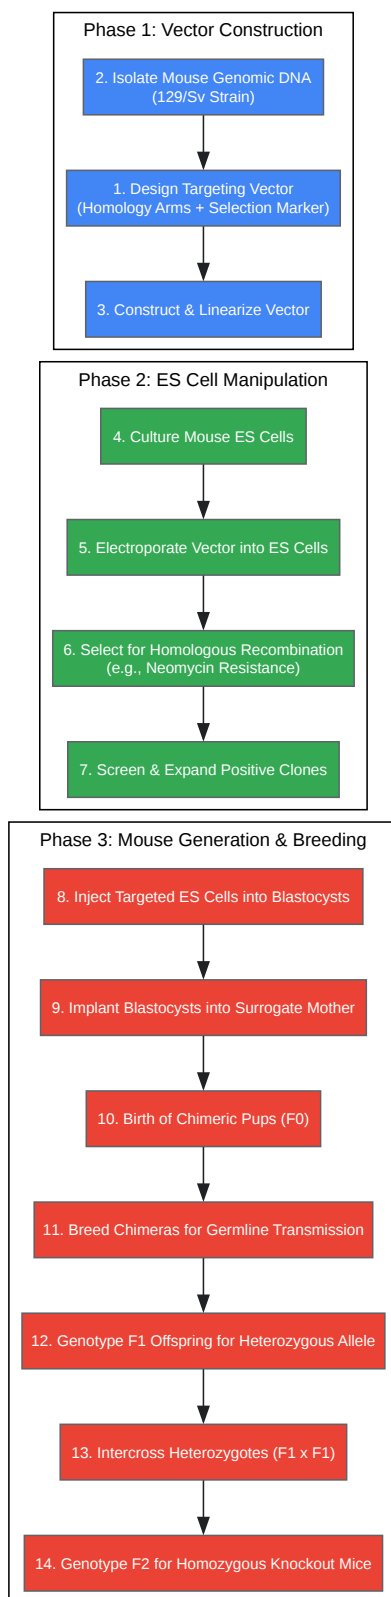 Phase 1: Vector Construction
2. Isolate Mouse Genomic DNA
(129/Sv Strain)
1. Design Targeting Vector
(Homology Arms + Selection Marker)
3. Construct & Linearize Vector
Phase 2: ES Cell Manipulation
4. Culture Mouse ES Cells
5. Electroporate Vector into ES Cells
6. Select for Homologous Recombination
(e.g., Neomycin Resistance)
7. Screen & Expand Positive Clones
Phase 3: Mouse Generation & Breeding
8. Inject Targeted ES Cells into Blastocysts
9. Implant Blastocysts into Surrogate Mother
10. Birth of Chimeric Pups (F0)
11. Breed Chimeras for Germline Transmission
12. Genotype F1 Offspring for Heterozygous Allele
13. Intercross Heterozygotes (F1 x F1)
14. Genotype F2 for Homozygous Knockout Mice